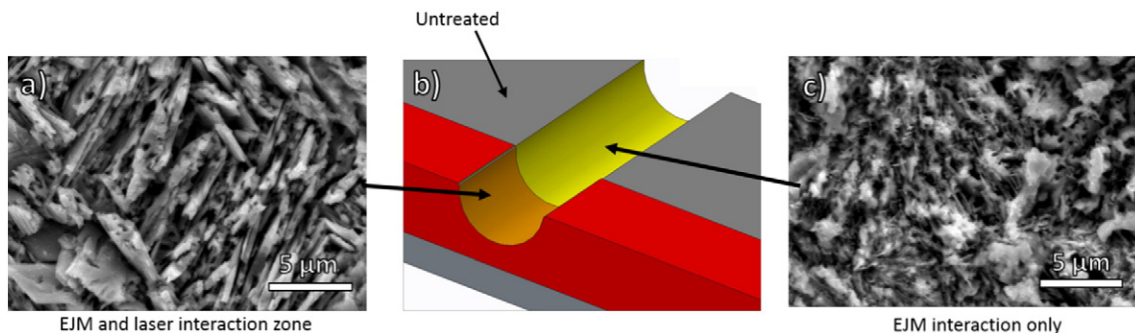 Untreated
a)
b)
c)
5 μm
5 μm
EJM and laser interaction zone
EJM interaction only